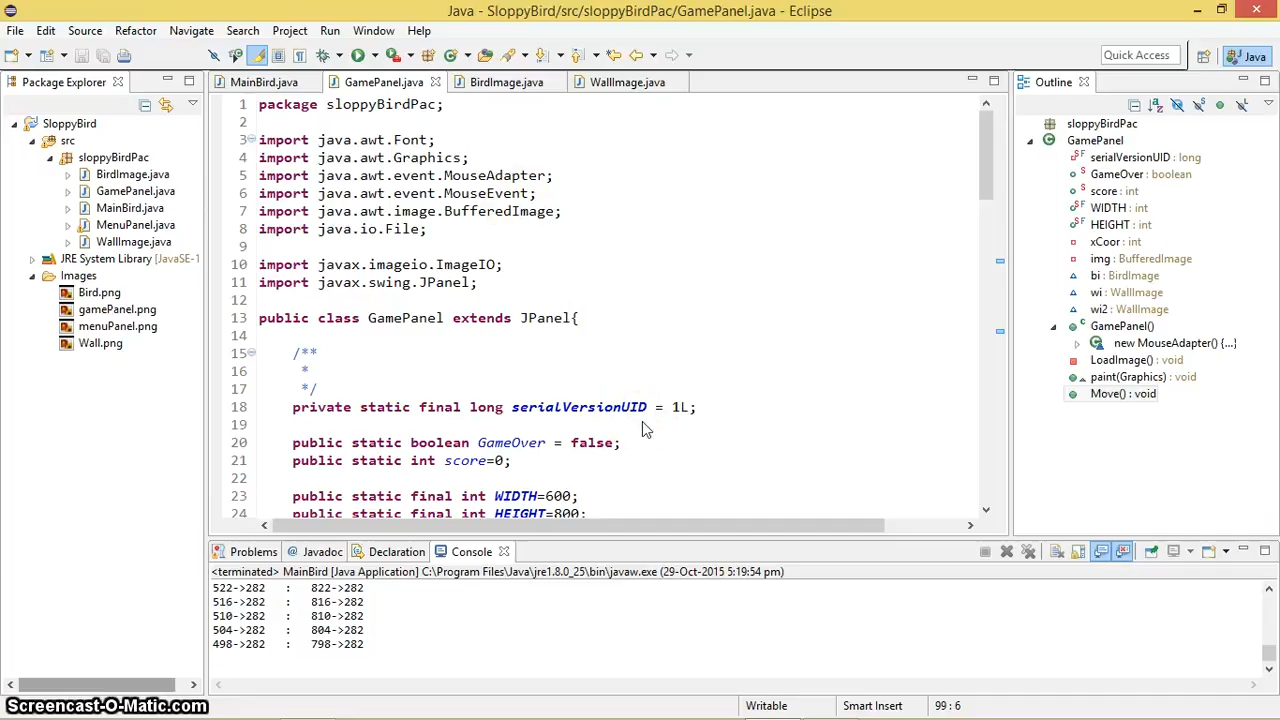 Java - SloppyBird/src/sloppyBirdPac/GamePanel.java - Eclipse
File Edit Source Refactor Navigate Search Project Run Window Help
Quick Access
Java
Package Explorer
SloppyBird
src
sloppyBirdPac
BirdImage.java
GamePanel.java
MainBird.java
MenuPanel.java
WallImage.java
JRE System Library [JavaSE-1
Images
Bird.png
gamePanel.png
menuPanel.png
Wall.png
MainBird.java GamePanel.java BirdImage.java WallImage.java
1 package sloppyBirdPac;
2
3 import java.awt.Font;
4 import java.awt.Graphics;
5 import java.awt.event.MouseAdapter;
6 import java.awt.event.MouseEvent;
7 import java.awt.image.BufferedImage;
8 import java.io.File;
9
10 import javax.imageio.ImageIO;
11 import javax.swing.JPanel;
12
13 public class GamePanel extends JPanel{
14
15 /**
16 *
17 */
18 private static final long serialVersionUID = 1L;
19
20 public static boolean GameOver = false;
21 public static int score=0;
22
23 public static final int WIDTH=600;
24 public static final int HEIGHT=800;
Outline
sloppyBirdPac
GamePanel
serialVersionUID : long
GameOver : boolean
score : int
WIDTH : int
HEIGHT : int
xCoor : int
img : BufferedImage
bi : BirdImage
wi : WallImage
wi2 : WallImage
GamePanel()
new MouseAdapter() {...}
LoadImage() : void
paint(Graphics) : void
Move() : void
Problems Javadoc Declaration Console
<terminated> MainBird [Java Application] C:\Program Files\Java\jre1.8.0_25\bin\javaw.exe (29-Oct-2015 5:19:54 pm)
522->282 : 822->282
516->282 : 816->282
510->282 : 810->282
504->282 : 804->282
498->282 : 798->282
Screencast-O-Matic.com
Writable Smart Insert 99 : 6